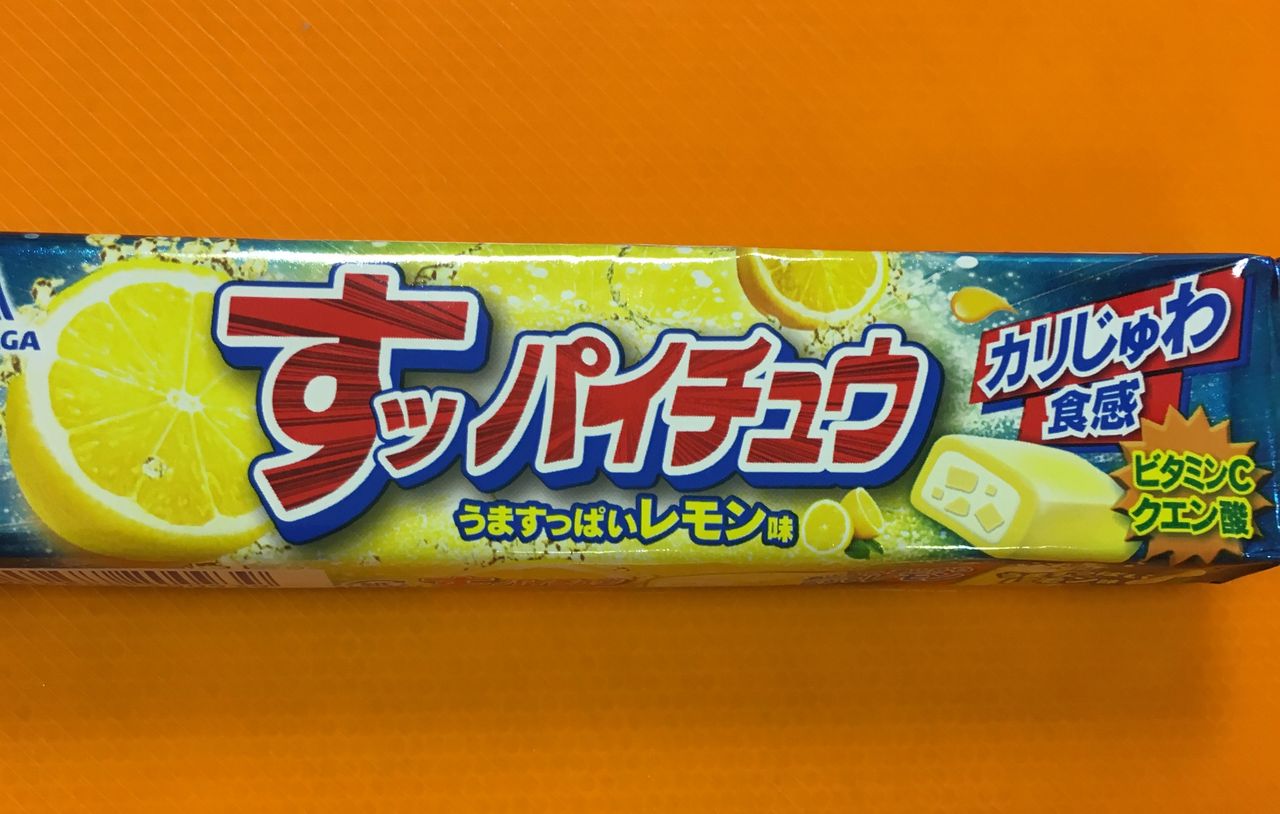 GA
すッパイチュウ
うますっぱいレモン味
カリじゅわ
食感
ビタミンC
クエン酸